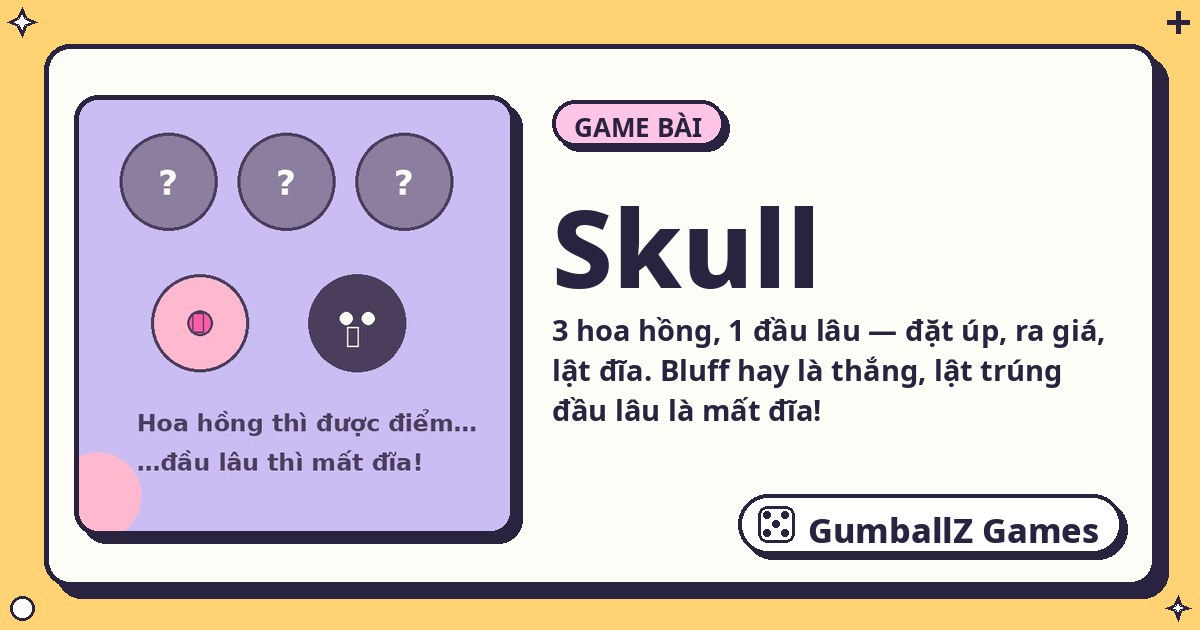 ? ? ?
Hoa hồng thì được điểm...
...đầu lâu thì mất đĩa!
GAME BÀI
Skull
3 hoa hồng, 1 đầu lâu — đặt úp, ra giá,
lật đĩa. Bluff hay là thắng, lật trúng
đầu lâu là mất đĩa!
GumballZ Games